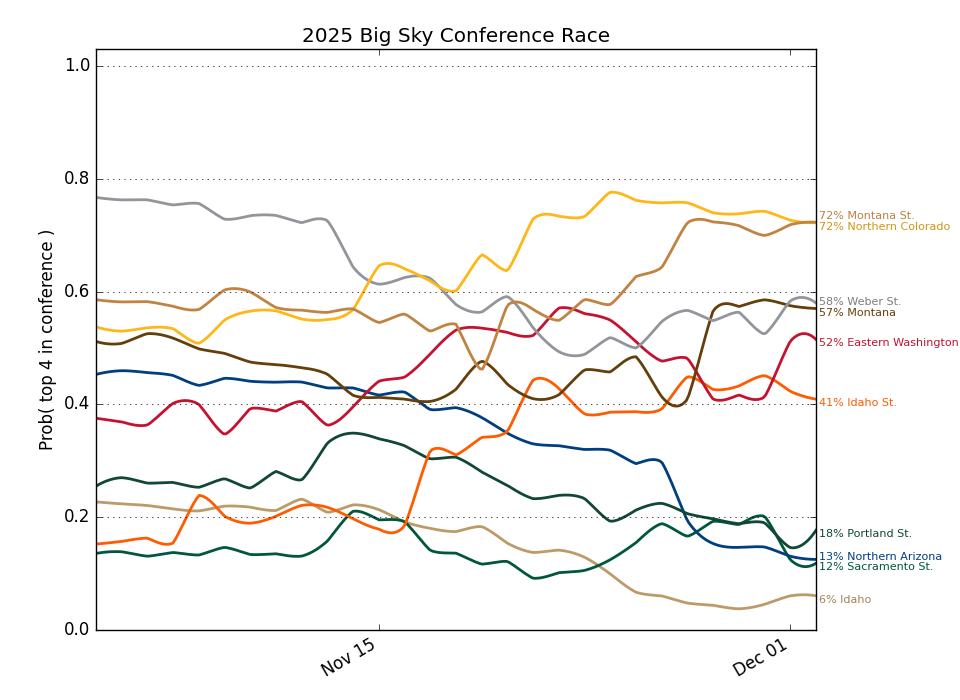 2025 Big Sky Conference Race
Prob( top 4 in conference )
1.0
0.8
0.6
0.4
0.2
0.0
72% Montana St.
72% Northern Colorado
58% Weber St.
57% Montana
52% Eastern Washington
41% Idaho St.
18% Portland St.
13% Northern Arizona
12% Sacramento St.
6% Idaho
Nov 15
Dec 01